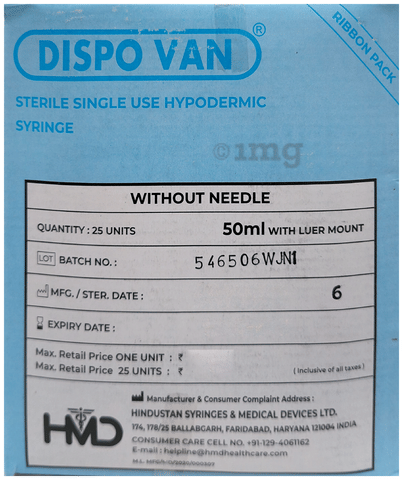 RIBBON PACK
DISPO VAN®
STERILE SINGLE USE HYPODERMIC
SYRINGE
©1mg
WITHOUT NEEDLE
QUANTITY : 25 UNITS 50ml WITH LUER MOUNT
LOT BATCH NO. : 546506WJN1
MFG. / STER. DATE : 6
EXPIRY DATE :
Max. Retail Price ONE UNIT : ₹
Max. Retail Price 25 UNITS : ₹ ( Inclusive of all taxes )
Manufacturer & Consumer Complaint Address :
HINDUSTAN SYRINGES & MEDICAL DEVICES LTD.
174, 178/25 BALLABGARH, FARIDABAD, HARYANA 121004 INDIA
CONSUMER CARE CELL NO. +91-129-4061162
E-mail : helpline@hmdhealthcare.com
HMD